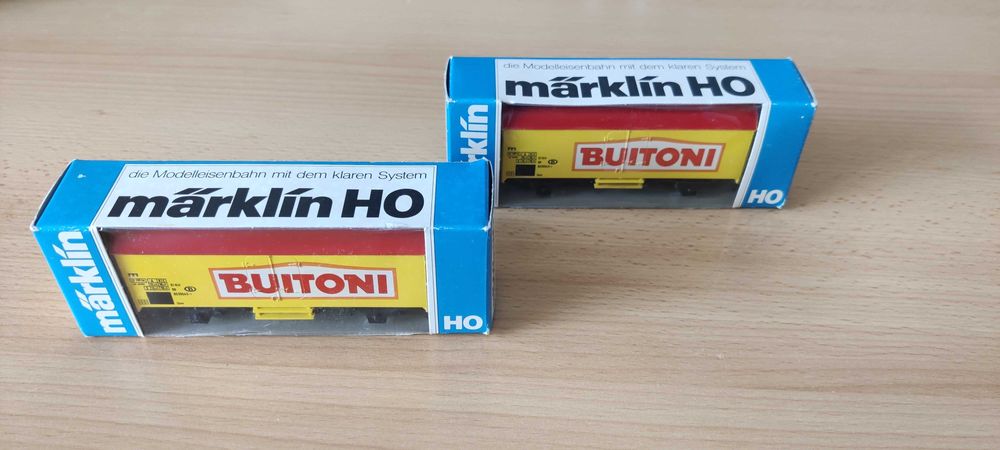 die Modelleisenbahn mit dem klaren System
märklin HO
märklin
BUITONI
HO
die Modelleisenbahn mit dem klaren System
märklin HO
BUITONI
HO